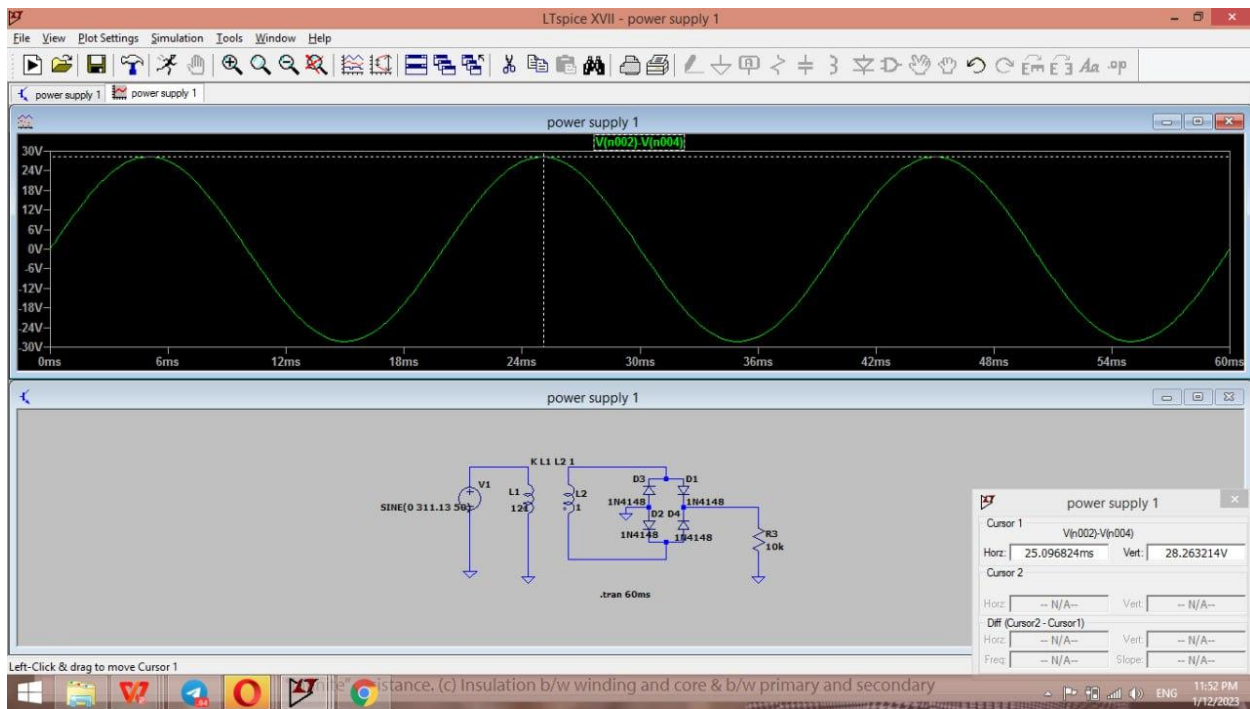 LTspice XVII - power supply 1
File View Plot Settings Simulation Tools Window Help
power supply 1 power supply 1
power supply 1
V(n002)-V(n004)
30V
24V
18V
12V
6V
0V
-6V
-12V
-18V
-24V
-30V
0ms 6ms 12ms 18ms 24ms 30ms 36ms 42ms 48ms 54ms 60ms
power supply 1
K L1 L2 1
V1
SINE(0 311.13 50)
L1
121
L2
1
D3 D1
1N4148 1N4148
D2 D4
1N4148 1N4148
R3
10k
.tran 60ms
power supply 1
Cursor 1
V(n002)-V(n004)
Horz: 25.096824ms Vert: 28.263214V
Cursor 2
Horz: -- N/A-- Vert: -- N/A--
Diff (Cursor2 - Cursor1)
Horz: -- N/A-- Vert: -- N/A--
Freq: -- N/A-- Slope: -- N/A--
Left-Click & drag to move Cursor 1
(c) Insulation b/w winding and core & b/w primary and secondary
ENG
11:52 PM
1/12/2023